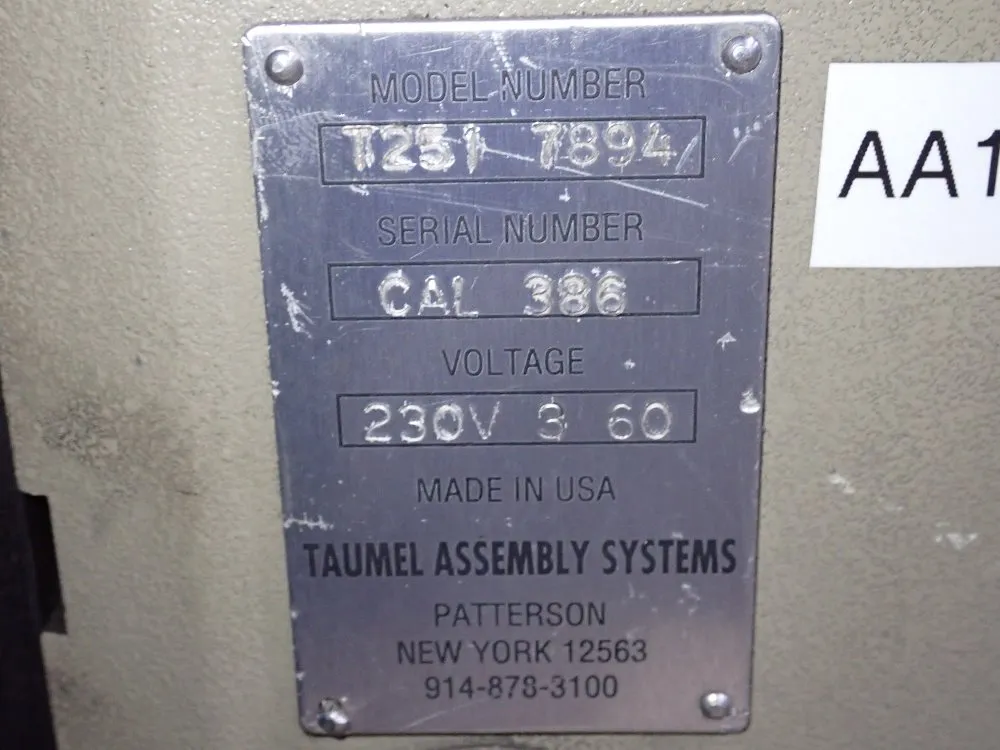 MODEL NUMBER
T251 7894
SERIAL NUMBER
CAL 386
VOLTAGE
230V 3 60
MADE IN USA
TAUMEL ASSEMBLY SYSTEMS
PATTERSON
NEW YORK 12563
914-878-3100
AA1